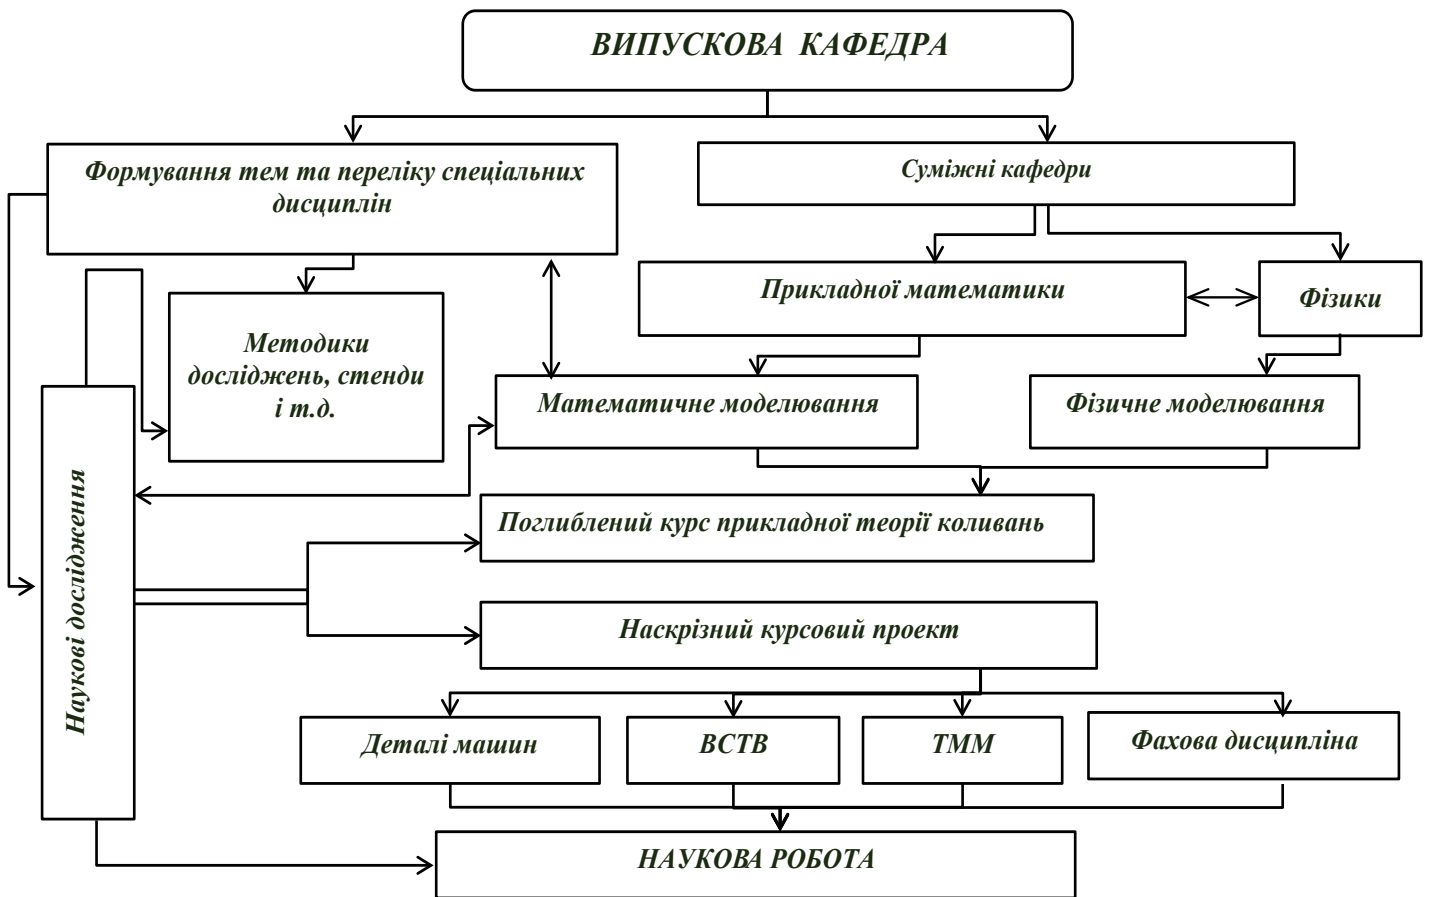 ВИПУСКОВА КАФЕДРА
Формування тем та переліку спеціальних
дисциплін
Суміжні кафедри
Прикладної математики
Фізики
Методики
досліджень, стенди
і т.д.
Математичне моделювання
Фізичне моделювання
Наукові дослідження
Поглиблений курс прикладної теорії коливань
Наскрізний курсовий проект
Деталі машин
ВСТВ
ТММ
Фахова дисципліна
НАУКОВА РОБОТА